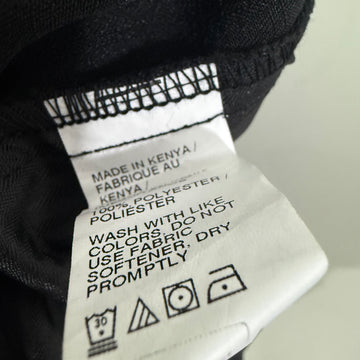 MADE IN KENYA /
FABRIQUE AU
KENYA /
100% POLYESTER /
POLIESTER
WASH WITH LIKE
COLORS, DO NOT
USE FABRIC
SOFTENER, DRY
PROMPTLY
30